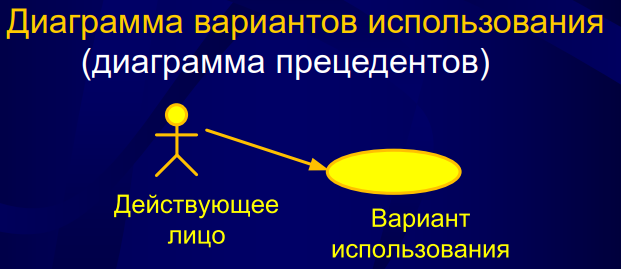 Диаграмма вариантов использования
(диаграмма прецедентов)
Действующее
лицо
Вариант
использования